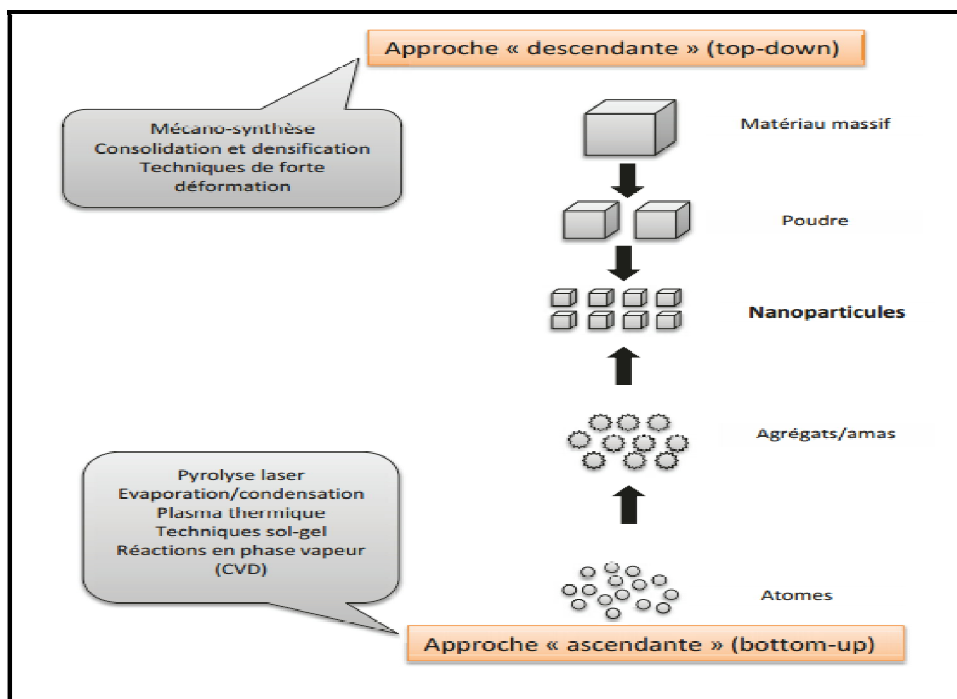 Approche « descendante » (top-down)
Mécano-synthèse
Consolidation et densification
Techniques de forte
déformation
Matériau massif
Poudre
Nanoparticules
Agrégats/amas
Pyrolyse laser
Evaporation/condensation
Plasma thermique
Techniques sol-gel
Réactions en phase vapeur
(CVD)
Atomes
Approche « ascendante » (bottom-up)